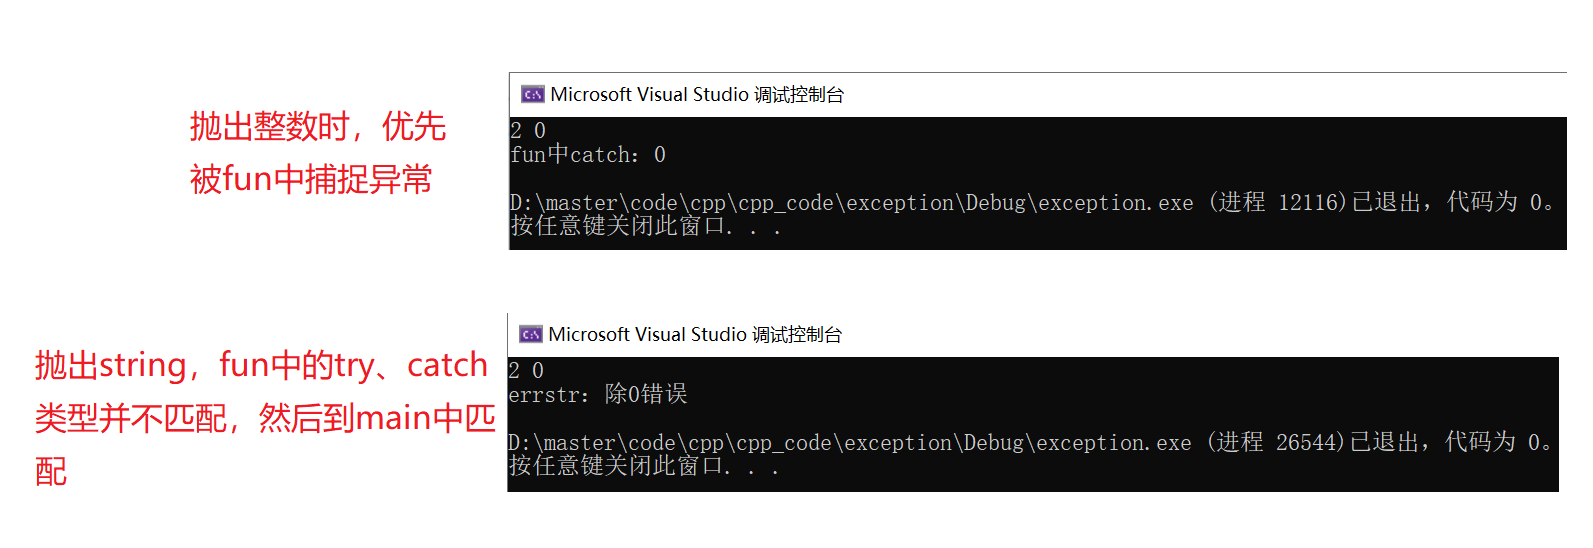 抛出整数时，优先
被fun中捕捉异常
Microsoft Visual Studio 调试控制台
2 0
fun中catch：0
D:\master\code\cpp\cpp_code\exception\Debug\exception.exe (进程 12116)已退出，代码为 0。
按任意键关闭此窗口. . .
抛出string，fun中的try、catch
类型并不匹配，然后到main中匹
配
Microsoft Visual Studio 调试控制台
2 0
errstr：除0错误
D:\master\code\cpp\cpp_code\exception\Debug\exception.exe (进程 26544)已退出，代码为 0。
按任意键关闭此窗口. . .